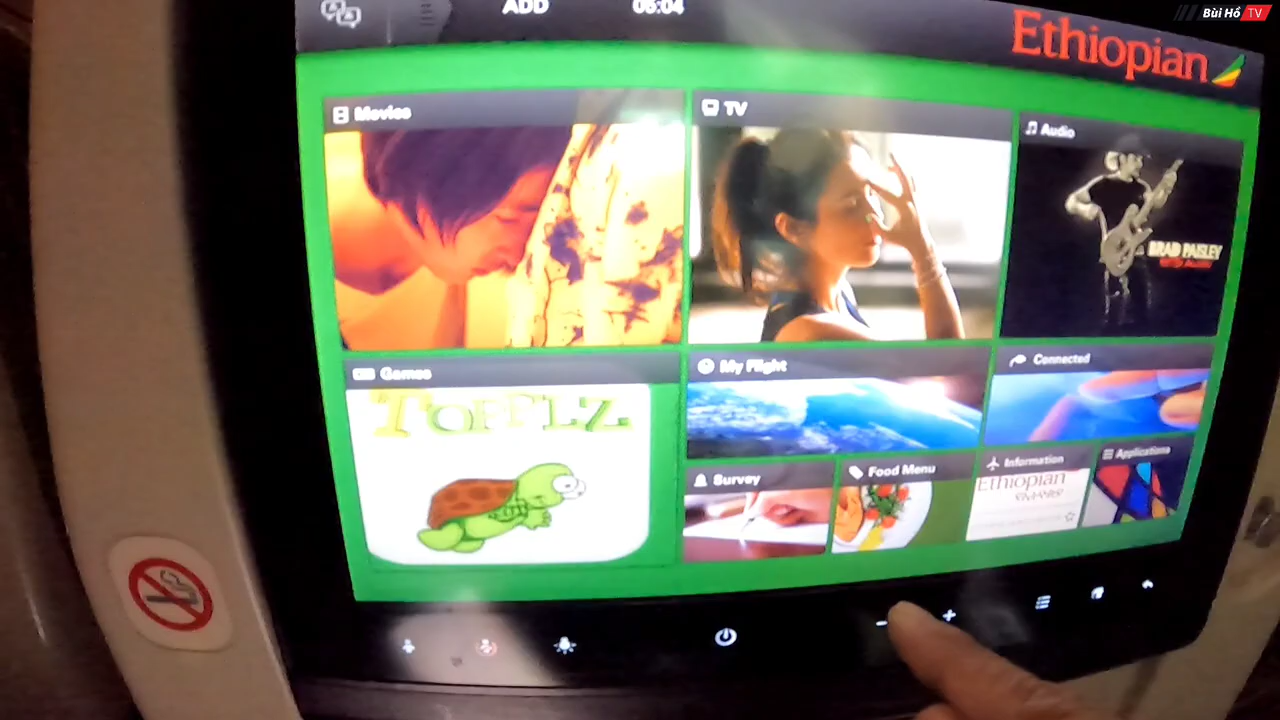 ADD
06:04
Bùi Hồ TV
Ethiopian
Movies
TV
Audio
BRAD PAISLEY
Games
TOPPLZ
My Flight
Connected
Survey
Food Menu
Information
Ethiopian
Applications